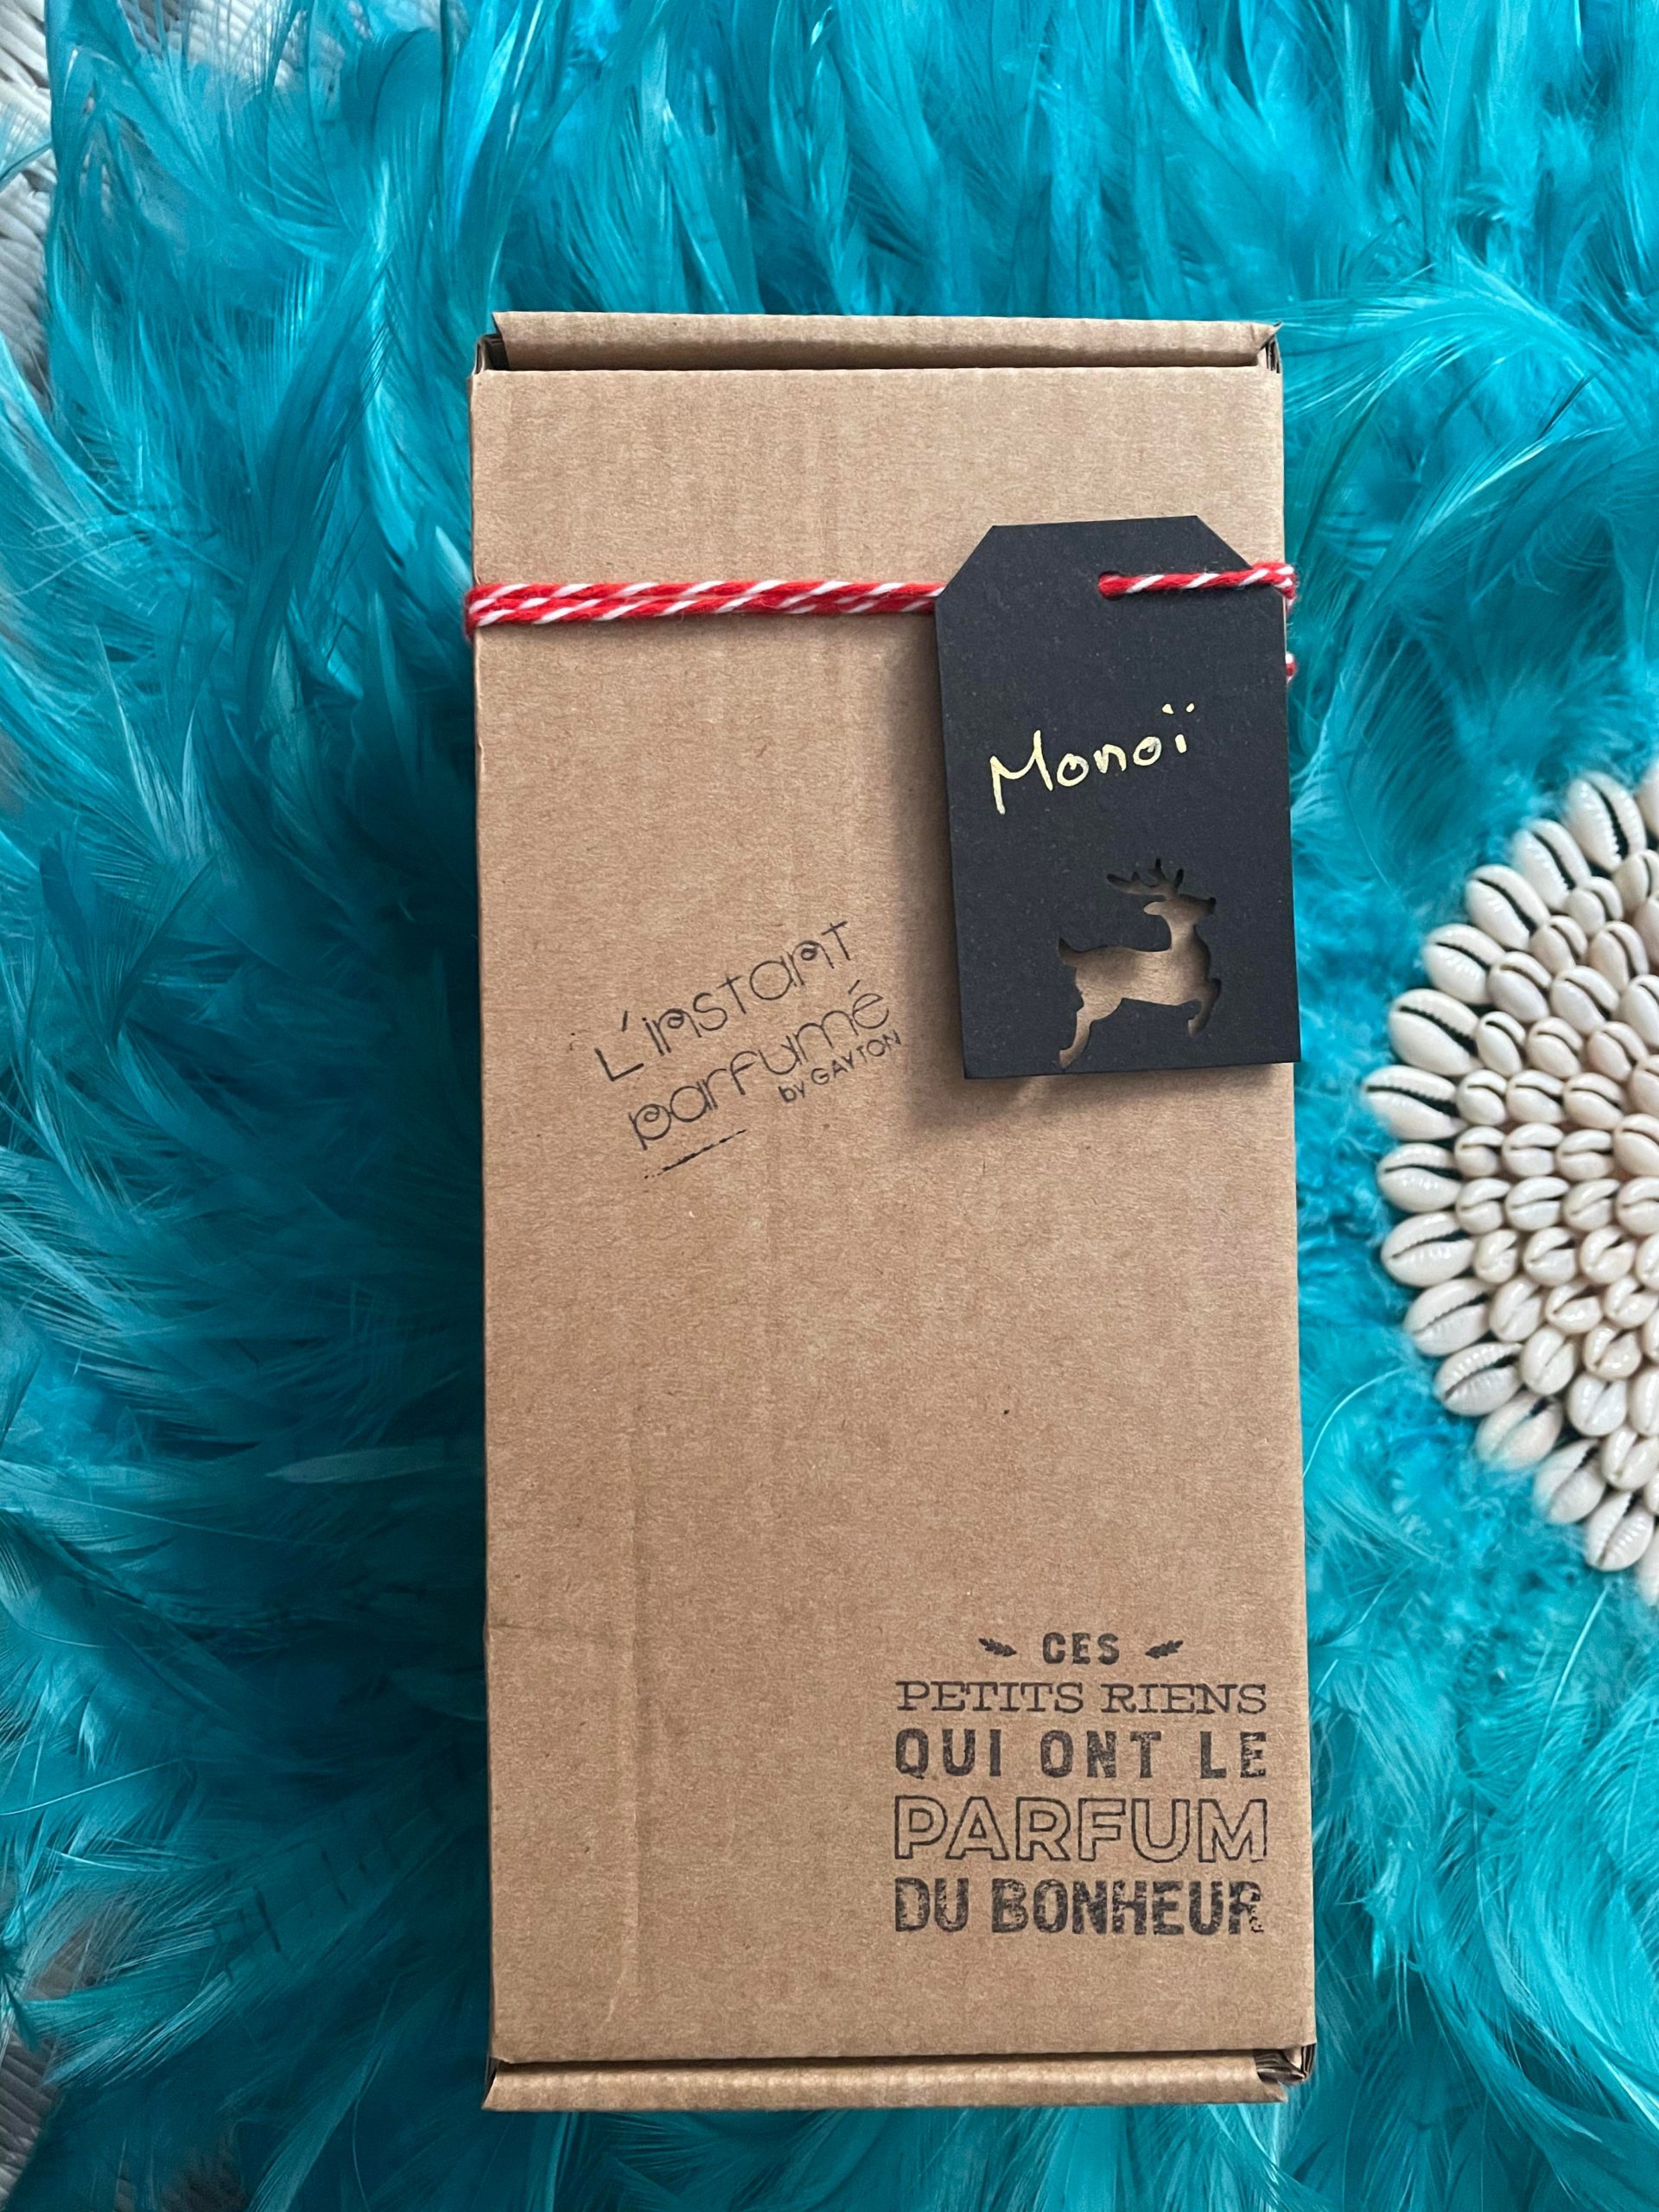 Monoï
L'instant
parfumé
by GAYTON
CES
PETITS RIENS
QUI ONT LE
PARFUM
DU BONHEUR